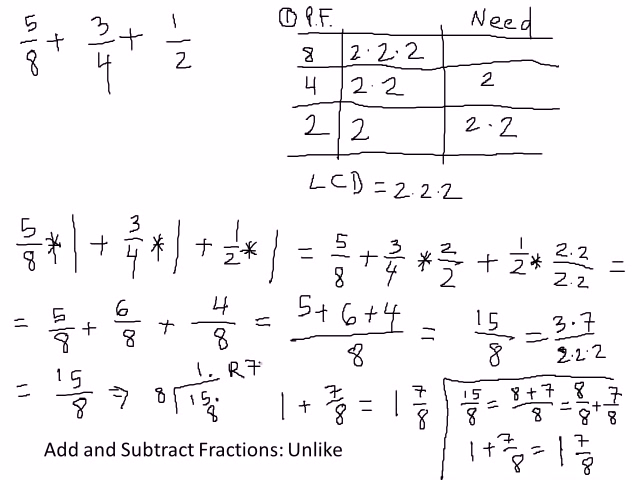 5/8 + 3/4 + 1/2
① P.F. Need
8 2·2·2
4 2·2 2
2 2 2·2
LCD = 2·2·2
5/8 * 1 + 3/4 * 1 + 1/2 * 1 = 5/8 + 3/4 * 2/2 + 1/2 * 2·2/2·2 =
= 5/8 + 6/8 + 4/8 = 5+6+4/8 = 15/8 = 3·7/2·2·2
= 15/8 ⇒ 8⟌15. 1. R7
8
1 + 7/8 = 1 7/8
15/8 = 8+7/8 = 8/8 + 7/8
1 + 7/8 = 1 7/8
Add and Subtract Fractions: Unlike